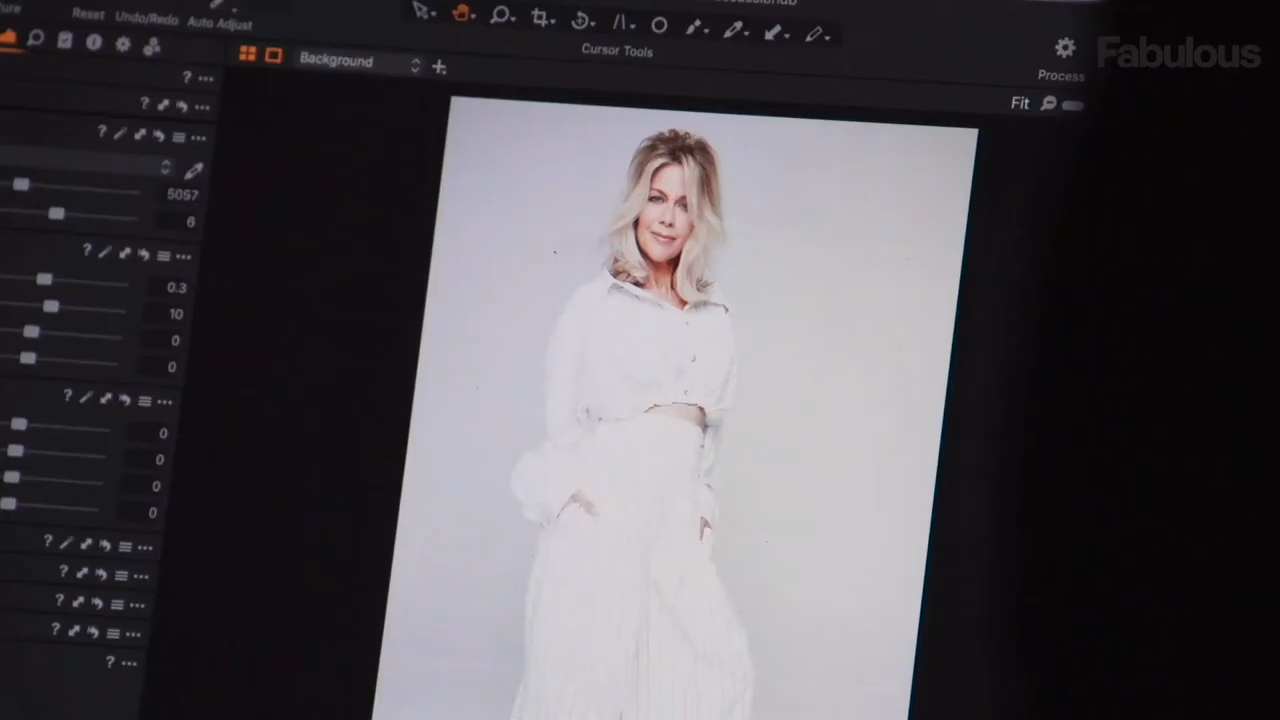 Reset Undo/Redo Auto Adjust
Cursor Tools
Background
Process
Fabulous
Fit
5057
6
0.3
10
0
0
0
0
0
0